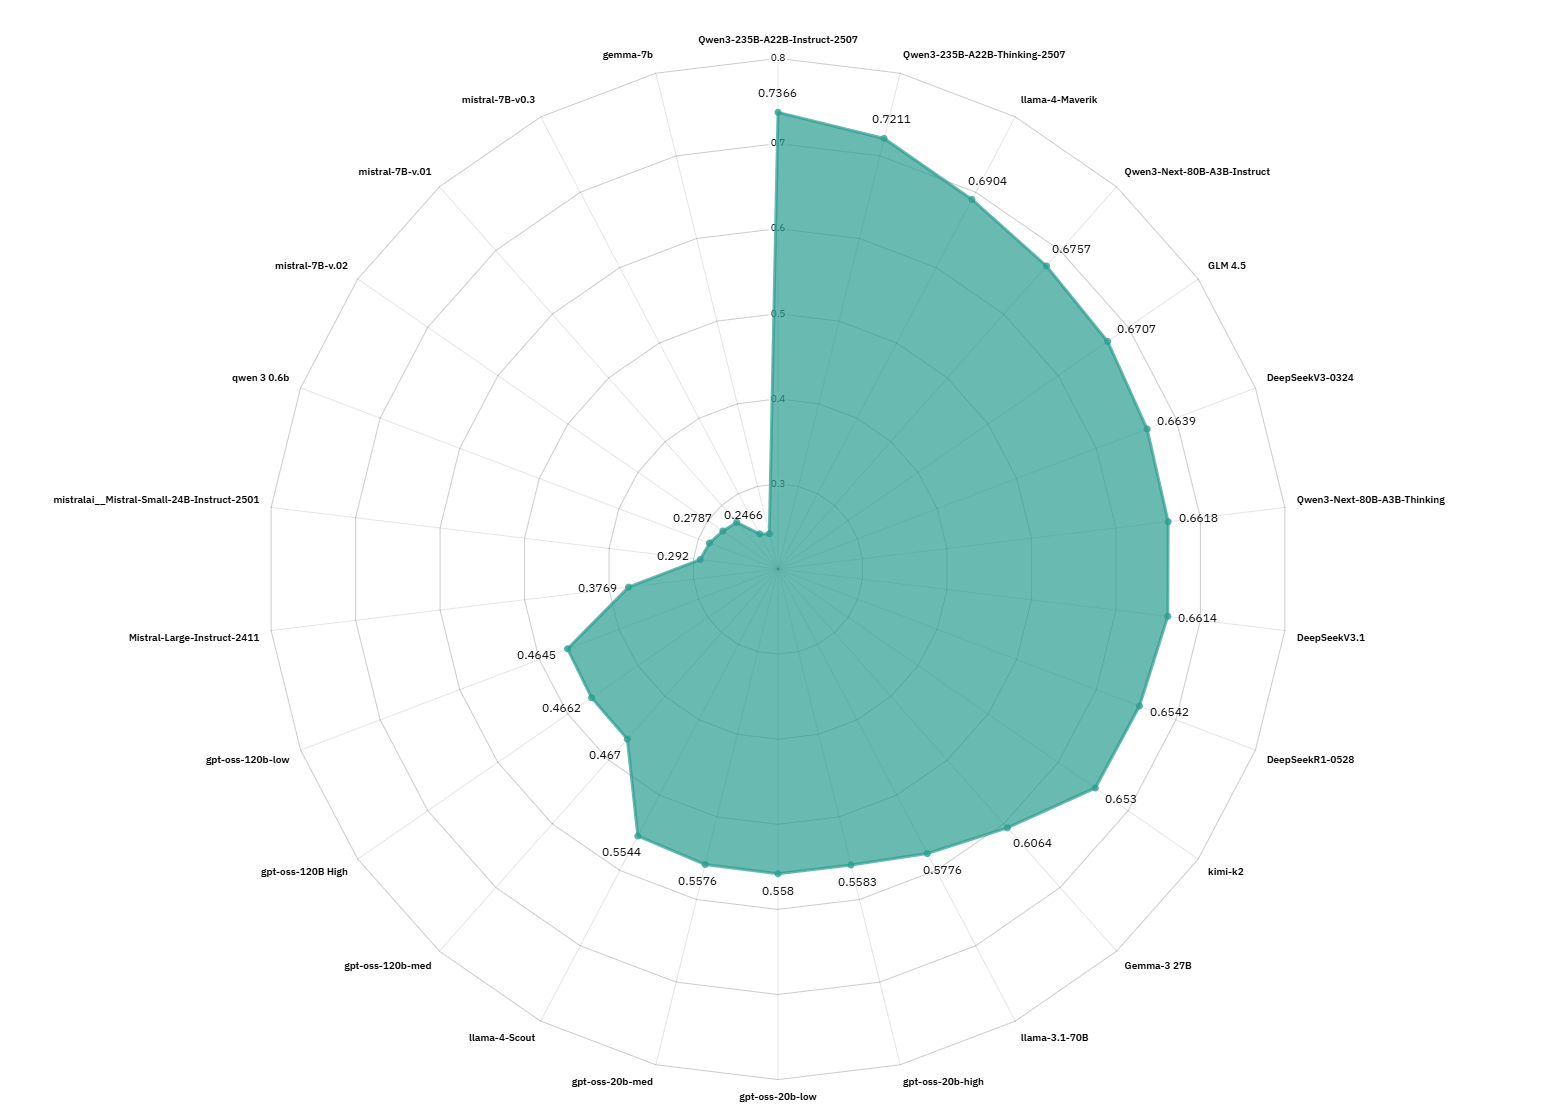 Qwen3-235B-A22B-Instruct-2507
gemma-7b
Qwen3-235B-A22B-Thinking-2507
0.8
mistral-7B-v0.3
0.7366
llama-4-Maverik
0.7211
0.7
mistral-7B-v.01
0.6904
Qwen3-Next-80B-A3B-Instruct
0.6
0.6757
mistral-7B-v.02
GLM 4.5
0.5
0.6707
qwen 3 0.6b
DeepSeekV3-0324
0.4
0.6639
0.3
mistralai__Mistral-Small-24B-Instruct-2501
Qwen3-Next-80B-A3B-Thinking
0.2787
0.2466
0.6618
0.292
0.3769
0.6614
Mistral-Large-Instruct-2411
DeepSeekV3.1
0.4645
0.4662
0.6542
0.467
gpt-oss-120b-low
DeepSeekR1-0528
0.653
0.5544
0.6064
gpt-oss-120B High
0.5576
0.558
0.5583
0.5776
kimi-k2
gpt-oss-120b-med
Gemma-3 27B
llama-4-Scout
llama-3.1-70B
gpt-oss-20b-med
gpt-oss-20b-high
gpt-oss-20b-low